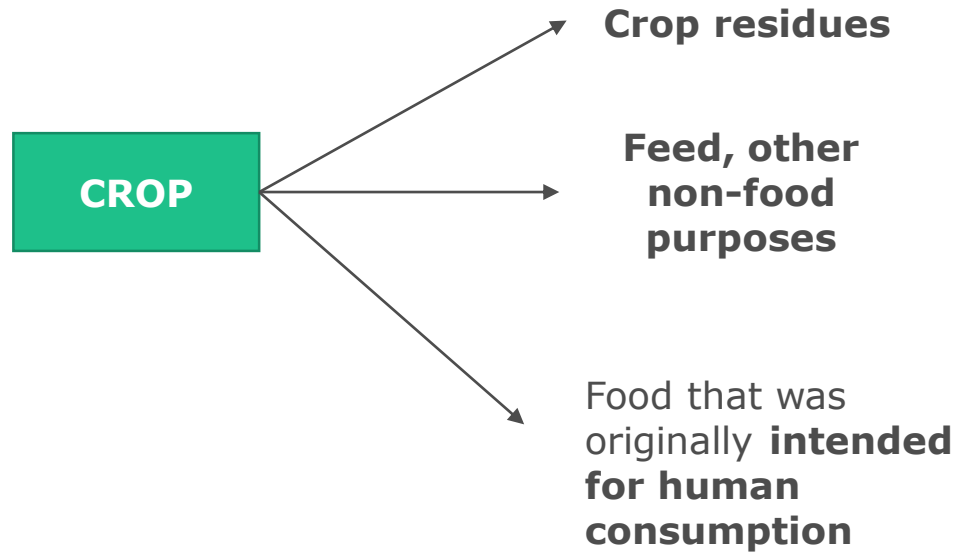 Crop residues
CROP
Feed, other
non-food
purposes
Food that was
originally intended
for human
consumption